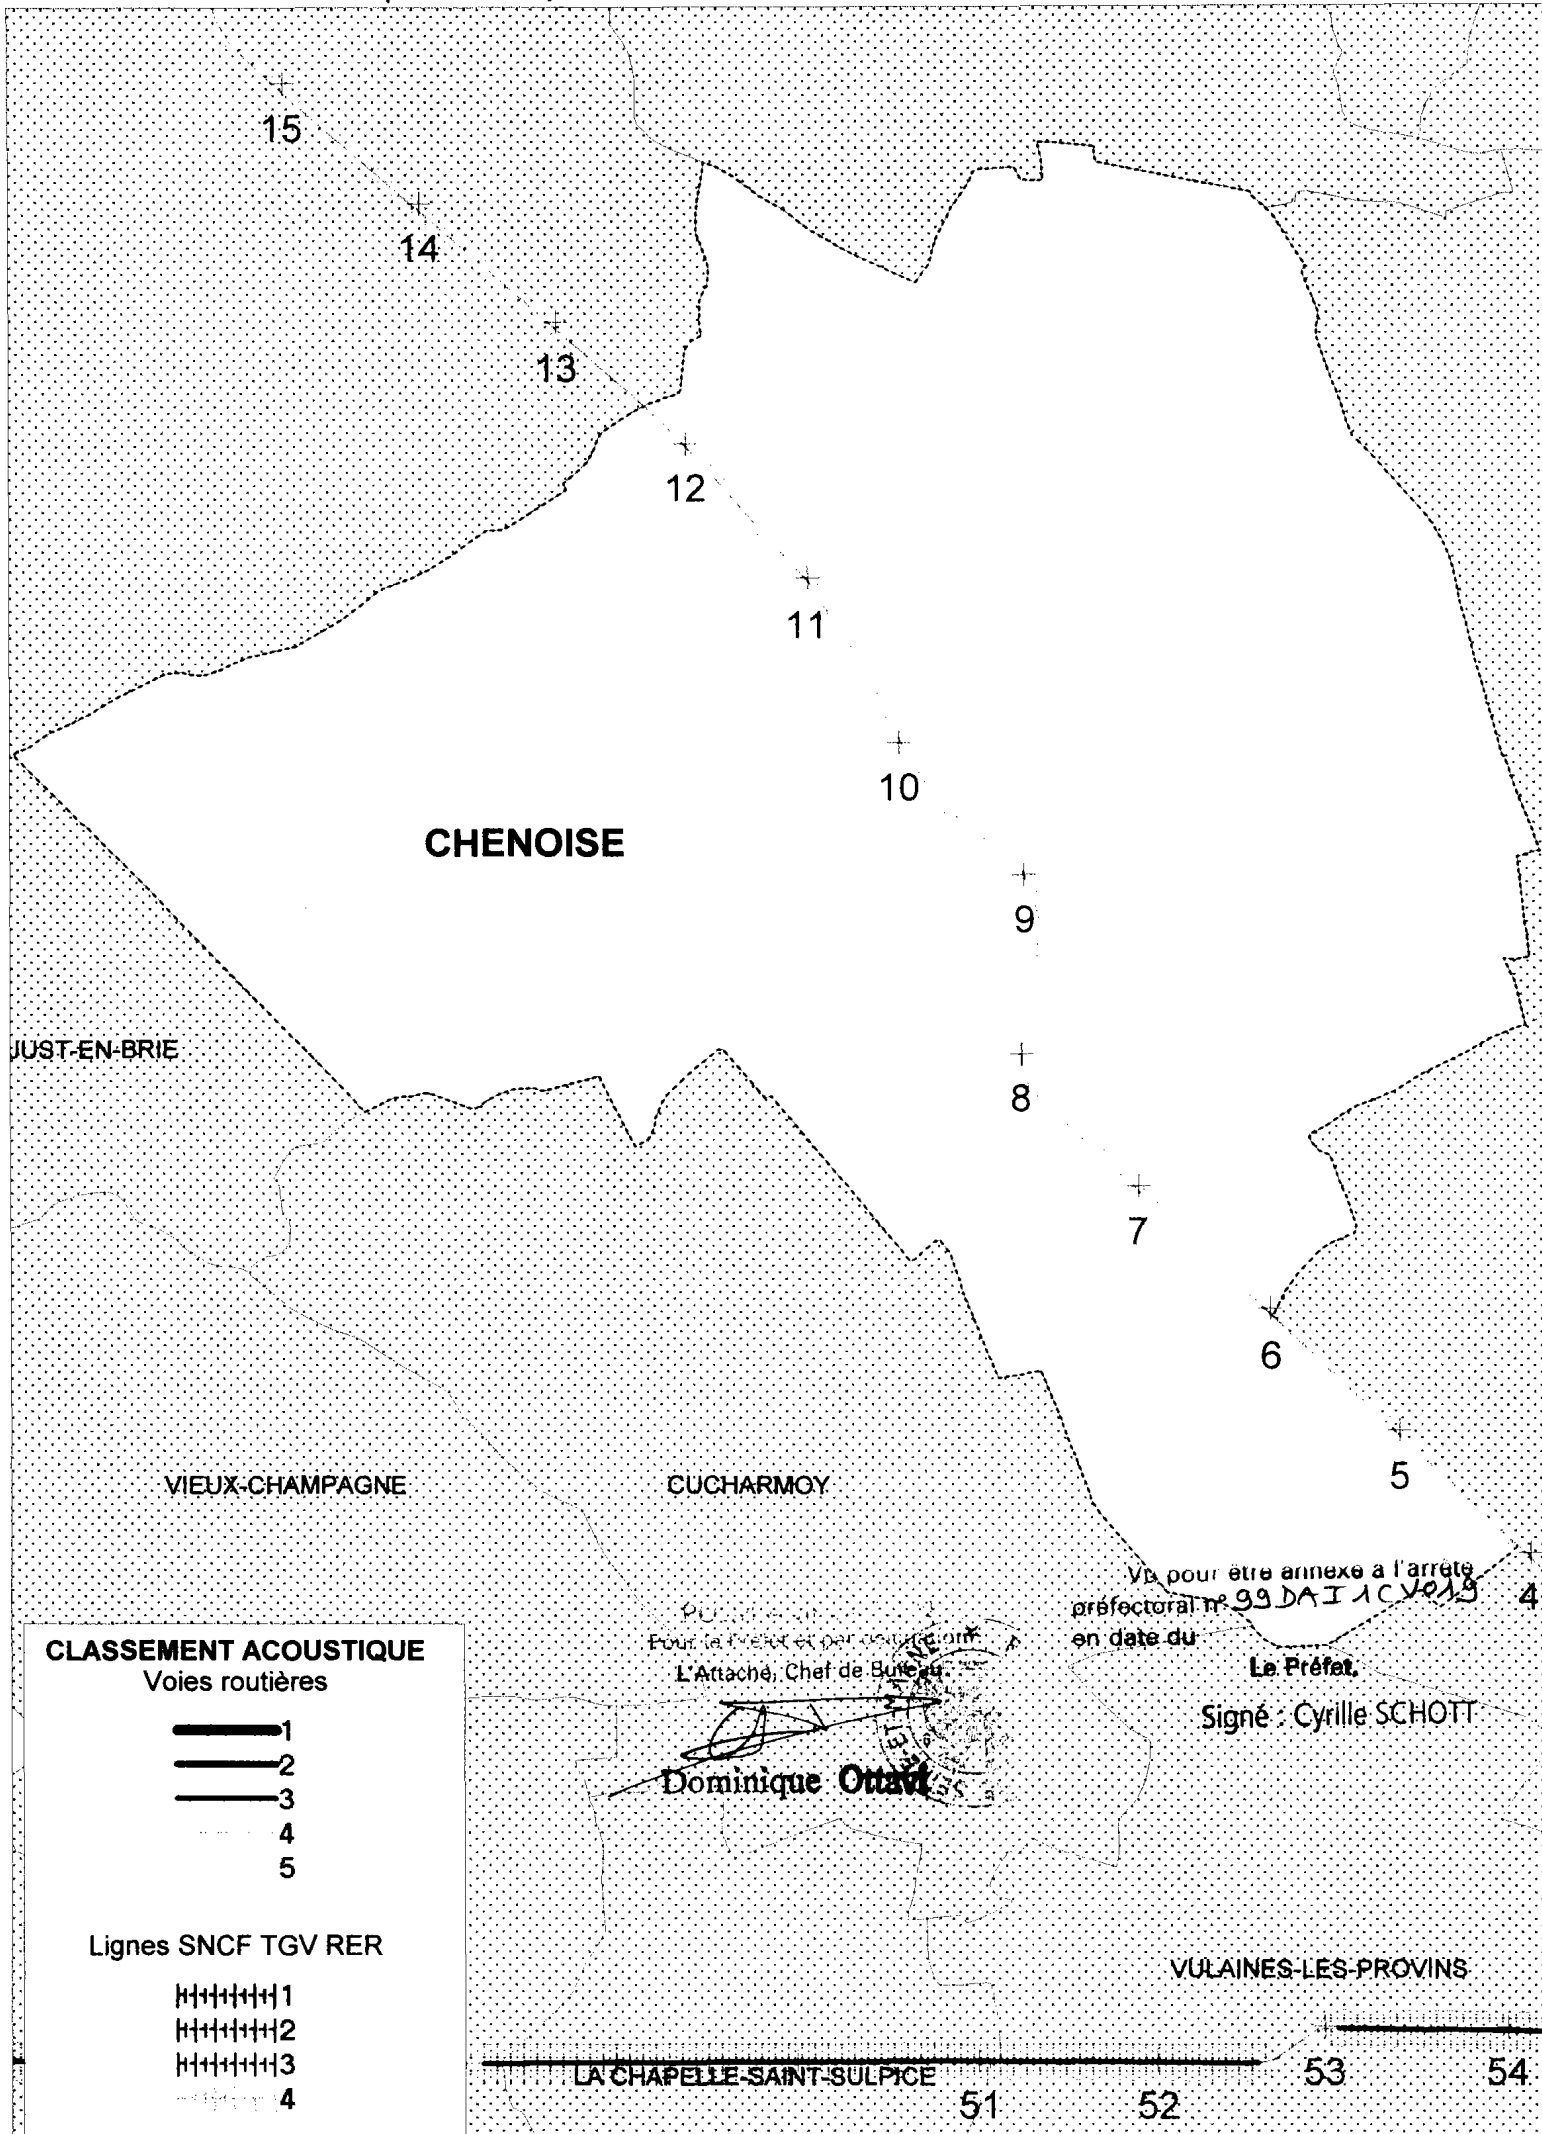 15
14
13
12
11
10
CHENOISE
9
JUST-EN-BRIE
8
7
6
5
VIEUX-CHAMPAGNE
CUCHARMOY
4
Vu pour être annexé à l'arrêté
préfectoral n° 99 DAI 1 CV 019
en date du
Le Préfet,
Signé : Cyrille SCHOTT
Pour le Préfet et par délégation
L'Attaché, Chef de Bureau
Dominique Ottavi
CLASSEMENT ACOUSTIQUE
Voies routières
1
2
3
4
5
Lignes SNCF TGV RER
1
2
3
4
VULAINES-LES-PROVINS
LA CHAPELLE-SAINT-SULPICE
51
52
53
54